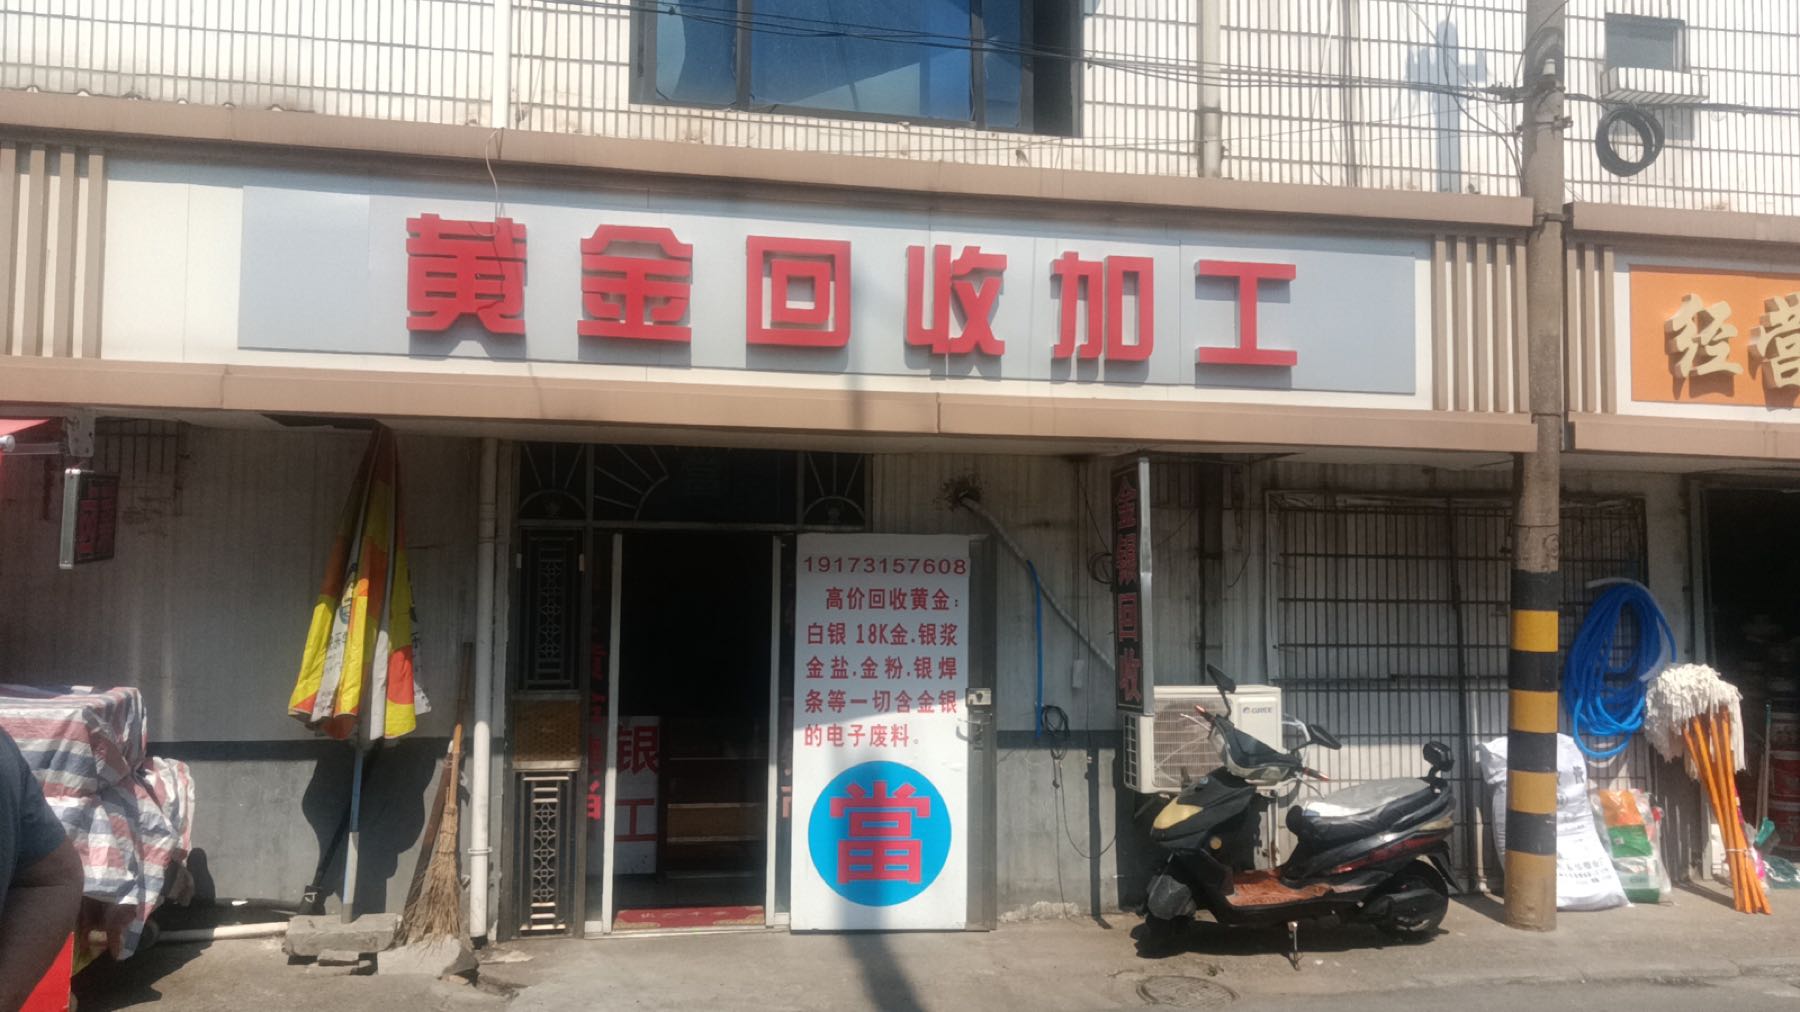 黄金回收加工
经营
19173157608
高价回收黄金：
白银 18K金.银浆
金盐.金粉.银焊
条等一切含金银
的电子废料。
當
金银回收
银
工
GREE